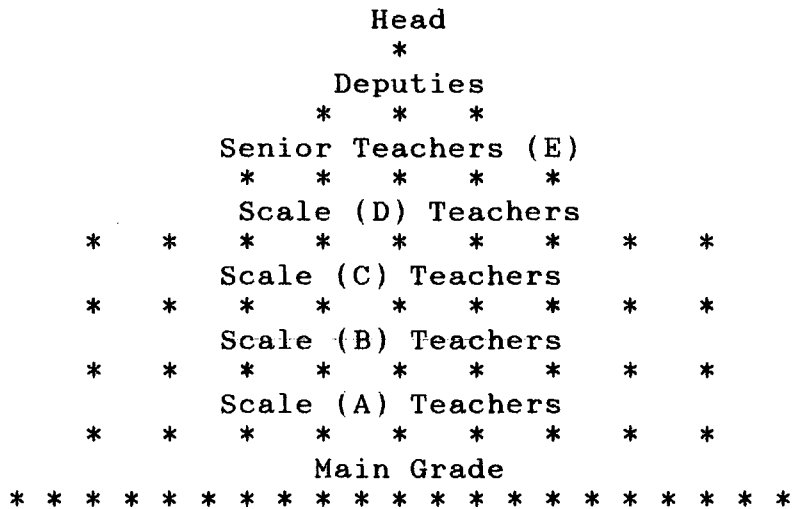 Head
*
Deputies
* * *
Senior Teachers (E)
* * * * *
Scale (D) Teachers
* * * * * * * * *
Scale (C) Teachers
* * * * * * * * *
Scale (B) Teachers
* * * * * * * * *
Scale (A) Teachers
* * * * * * * * *
Main Grade
* * * * * * * * * * * * * * * * * * * * *